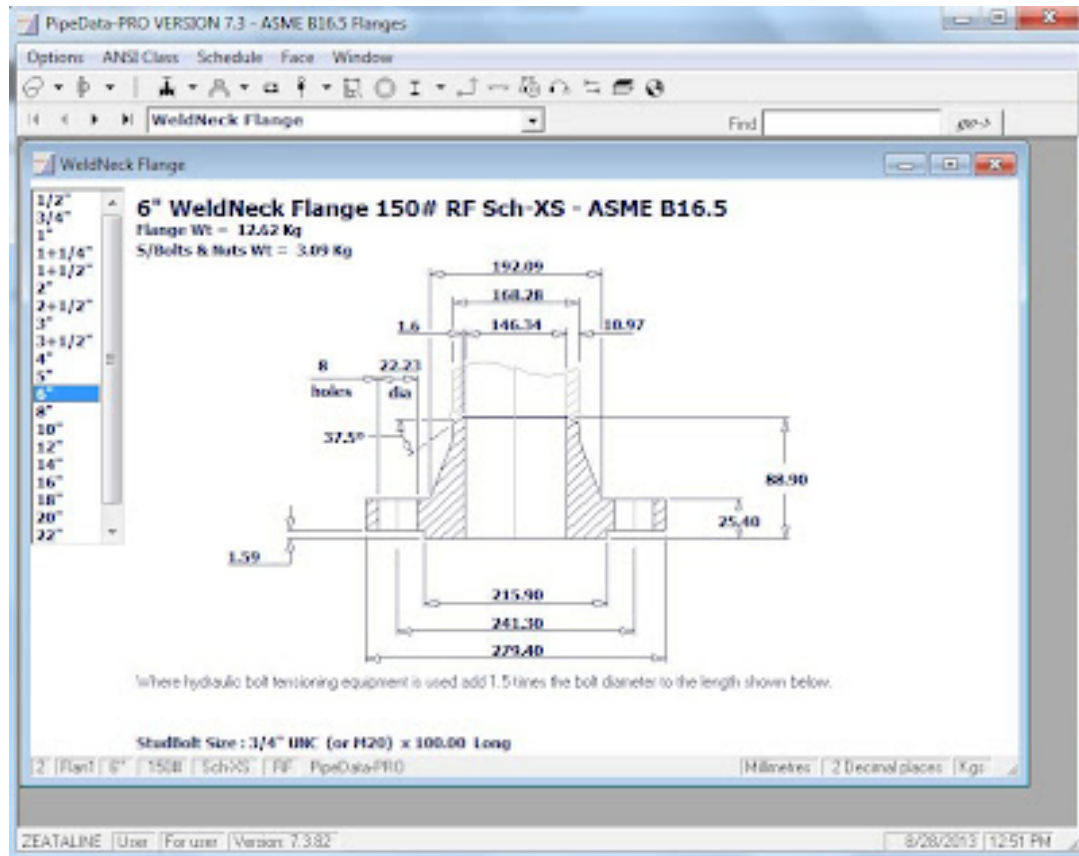 PipeData-PRO VERSION 7.3 - ASME B16.5 Flanges
Options ANSI Class Schedule Face Window
WeldNeck Flange
Find
go->
WeldNeck Flange
1/2"
3/4"
1"
1+1/4"
1+1/2"
2"
2+1/2"
3"
3+1/2"
4"
5"
6"
8"
10"
12"
14"
16"
18"
20"
22"
6" WeldNeck Flange 150# RF Sch-XS - ASME B16.5
Flange Wt = 12.62 Kg
S/Bolts & Nuts Wt = 3.09 Kg
192.09
168.28
1.6 146.34 10.97
8 22.23
holes dia
37.5º
88.90
25.40
1.59
215.90
241.30
279.40
Where hydraulic bolt tensioning equipment is used add 1.5 times the bolt diameter to the length shown below.
StudBolt Size : 3/4" UNC (or M20) x 100.00 Long
2 Flan1 6" 150# Sch-XS RF PipeData-PRO Millimetres 2 Decimal places Kgs
ZEATALINE User For user Version: 7.3.82 8/28/2013 12:51 PM